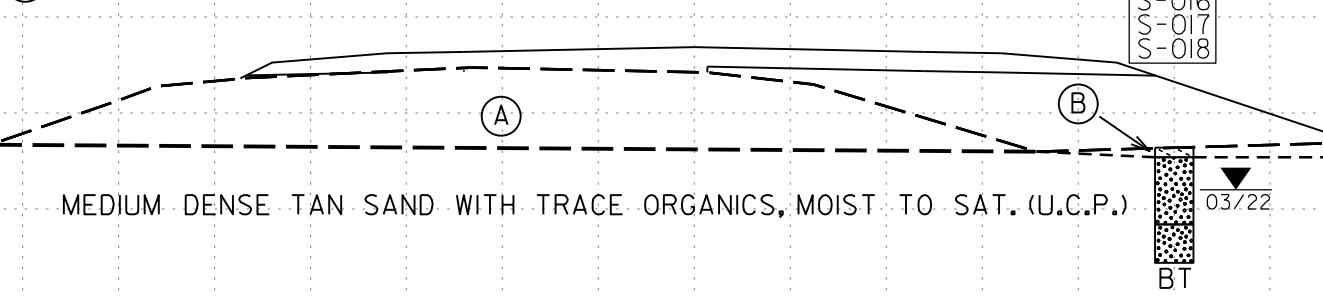 S-016
S-017
S-018
A
B
MEDIUM DENSE TAN SAND WITH TRACE ORGANICS, MOIST TO SAT. (U.C.P.)
03/22
BT